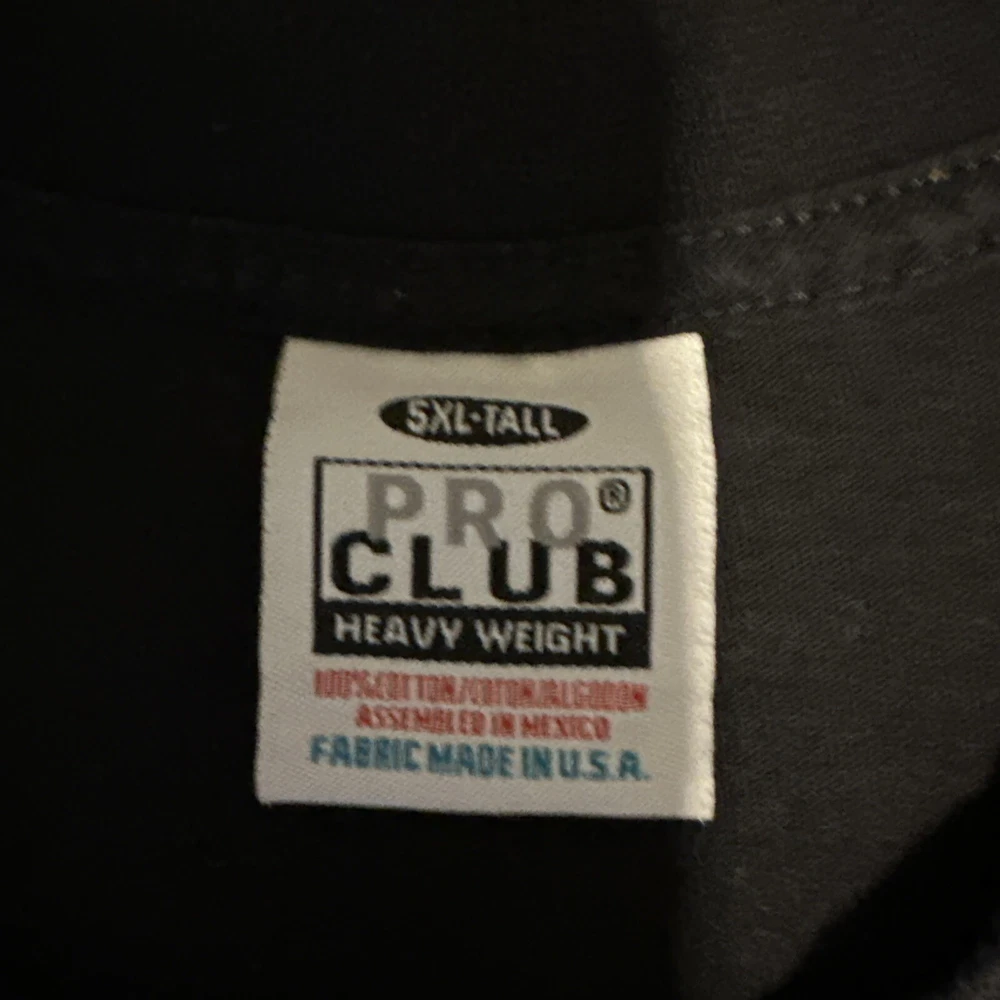 5XL-TALL
PRO®
CLUB
HEAVY WEIGHT
100% COTTON/COTON/ALGODON
ASSEMBLED IN MEXICO
FABRIC MADE IN U.S.A.